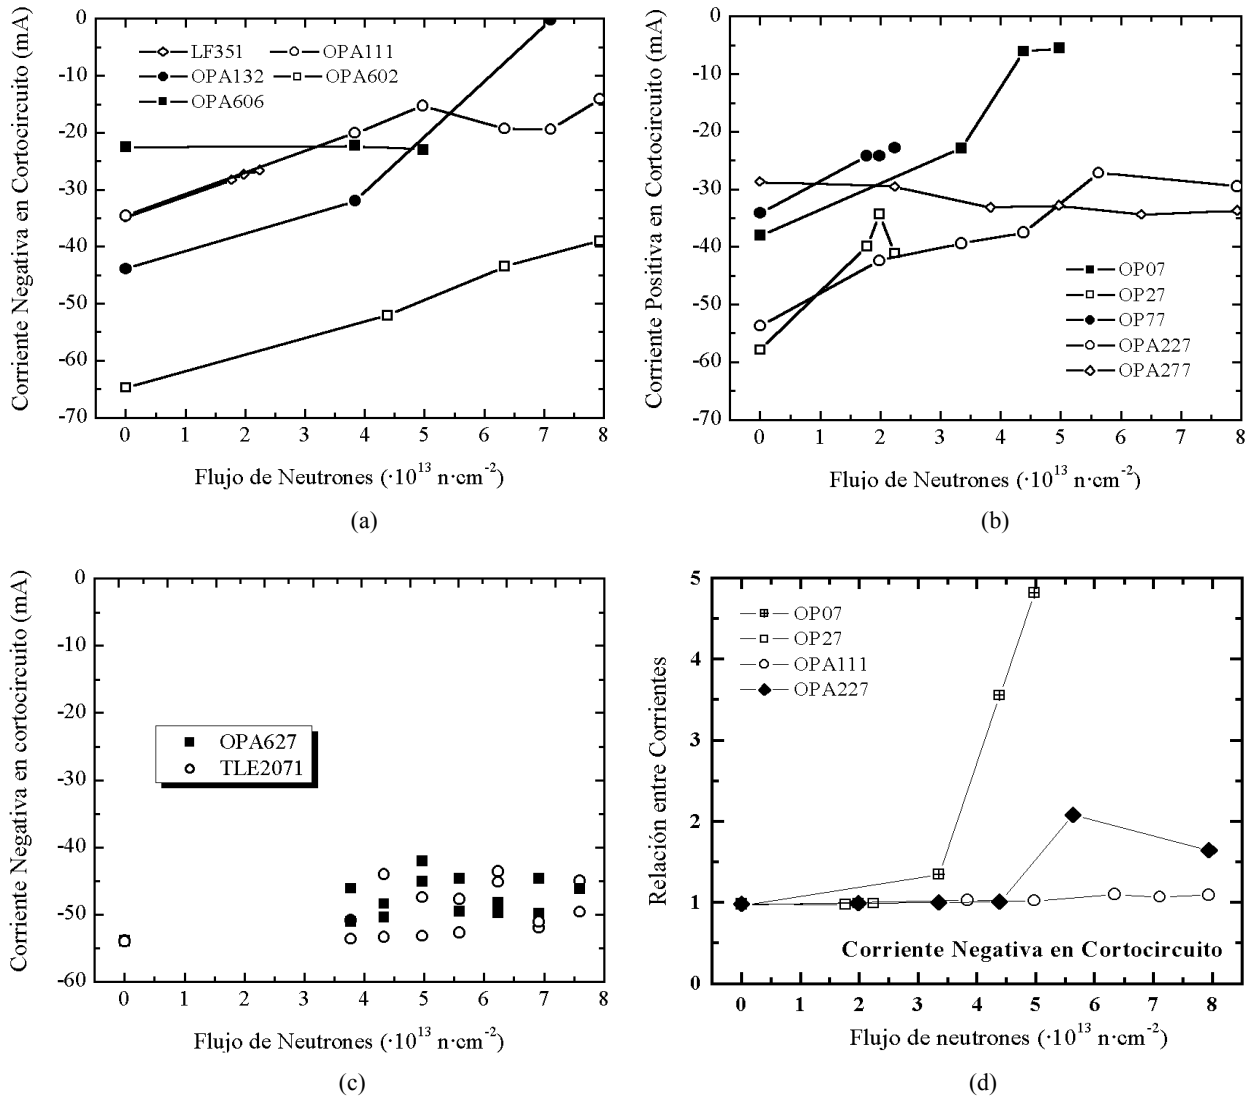 Corriente Negativa en Cortocircuito (mA)
0
-10
-20
-30
-40
-50
-60
-70
LF351
OPA111
OPA132
OPA602
OPA606
0 1 2 3 4 5 6 7 8
Flujo de Neutrones (·10¹³ n·cm⁻²)
(a)
Corriente Positiva en Cortocircuito (mA)
0
-10
-20
-30
-40
-50
-60
-70
OP07
OP27
OP77
OPA227
OPA277
0 1 2 3 4 5 6 7 8
Flujo de Neutrones (·10¹³ n·cm⁻²)
(b)
Corriente Negativa en cortocircuito (mA)
0
-10
-20
-30
-40
-50
-60
OPA627
TLE2071
0 1 2 3 4 5 6 7 8
Flujo de Neutrones (·10¹³ n·cm⁻²)
(c)
Relación entre Corrientes
5
4
3
2
1
0
OP07
OP27
OPA111
OPA227
Corriente Negativa en Cortocircuito
0 1 2 3 4 5 6 7 8
Flujo de neutrones (·10¹³ n·cm⁻²)
(d)